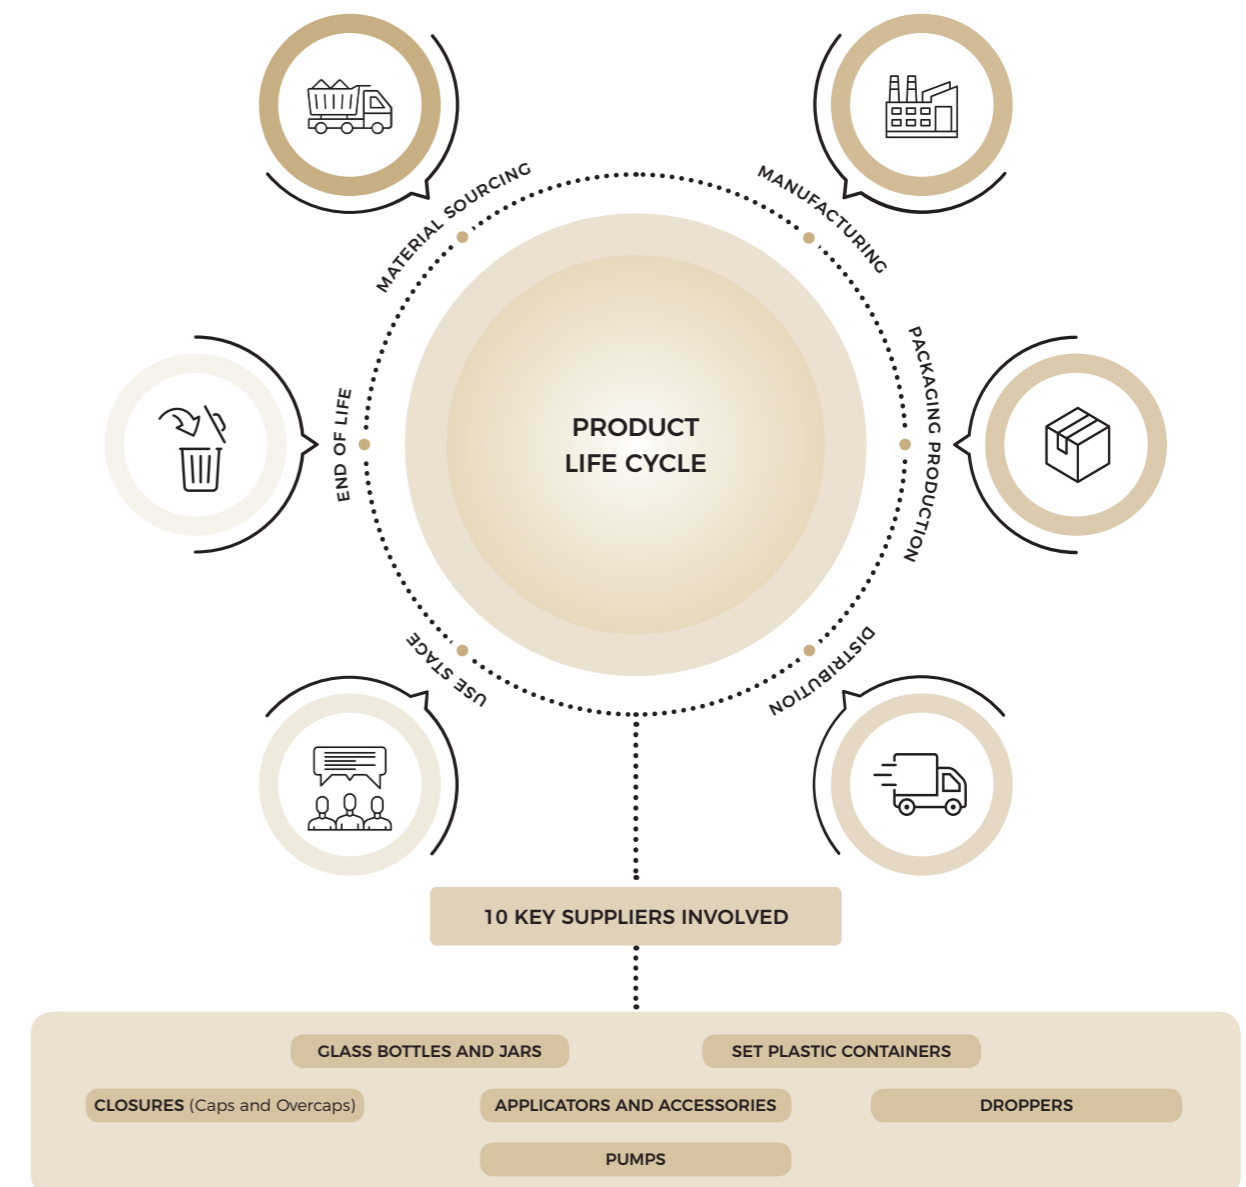 MATERIAL SOURCING
MANUFACTURING
PACKAGING PRODUCTION
DISTRIBUTION
USE STAGE
END OF LIFE
PRODUCT
LIFE CYCLE
10 KEY SUPPLIERS INVOLVED
GLASS BOTTLES AND JARS
SET PLASTIC CONTAINERS
CLOSURES (Caps and Overcaps)
APPLICATORS AND ACCESSORIES
DROPPERS
PUMPS